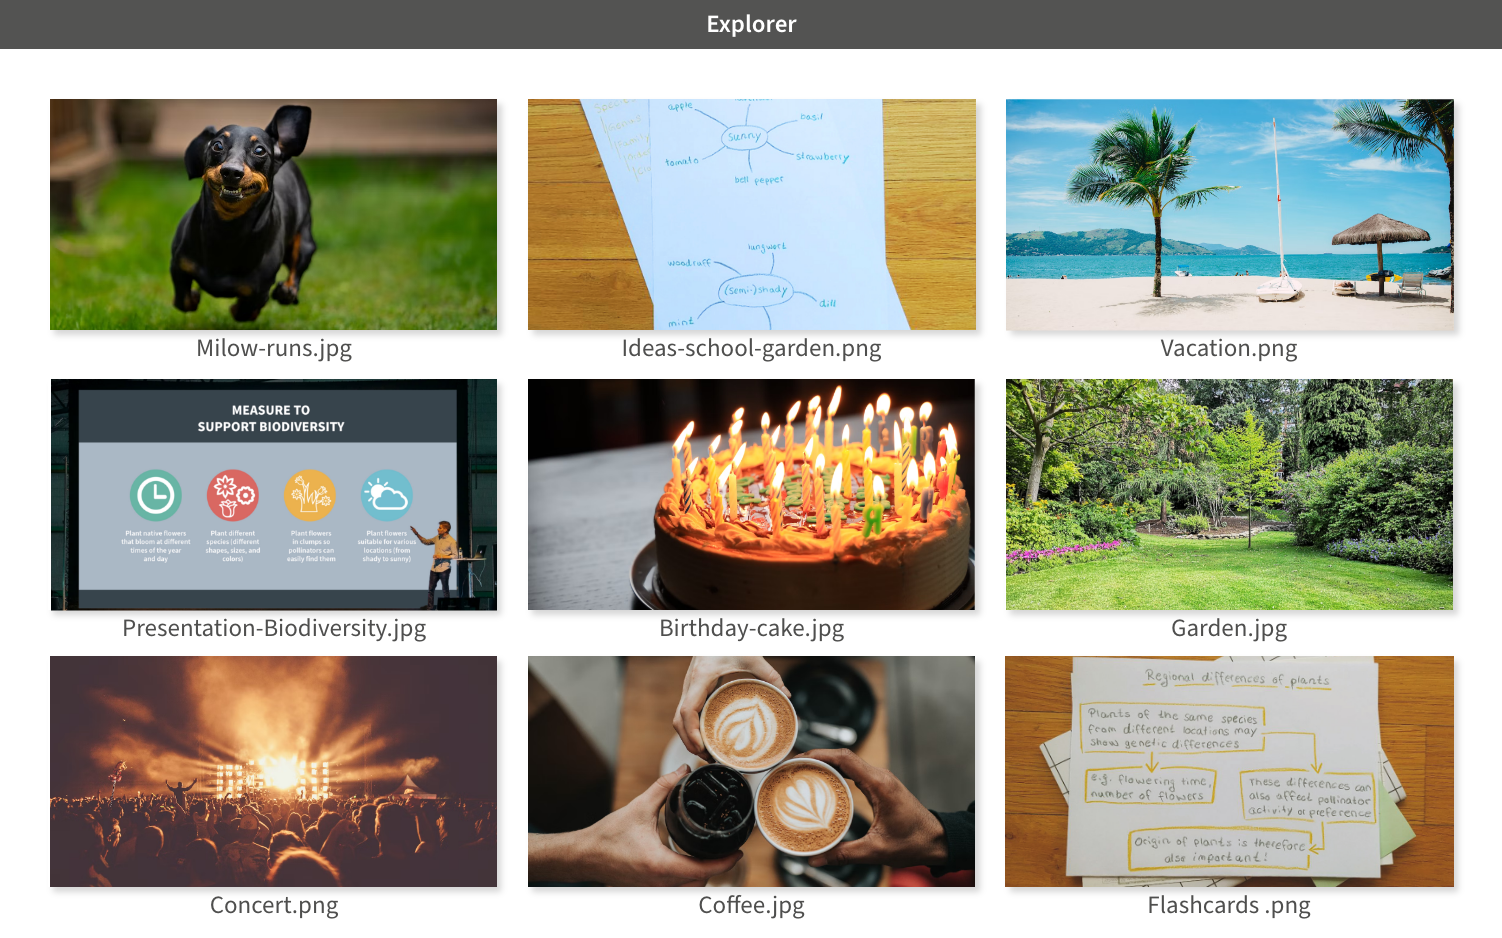 Explorer
apple
sunny
basil
tomato
strawberry
bell pepper
lungwort
woodruff
(semi-)shady
dill
mint
Milow-runs.jpg
Ideas-school-garden.png
Vacation.png
MEASURE TO
SUPPORT BIODIVERSITY
Plant native flowers
that bloom at different
times of the year
and day
Plant different
species (different
shapes, sizes, and
colors)
Plant flowers
in clumps so
pollinators can
easily find them
Plant flowers
suitable for various
locations (from
shady to sunny)
Presentation-Biodiversity.jpg
Birthday-cake.jpg
Garden.jpg
Regional differences of plants
Plants of the same species
from different locations may
show genetic differences
e.g. flowering time,
number of flowers
These differences can
also affect pollinator
activity or preference
Origin of plants is therefore
also important!
Concert.png
Coffee.jpg
Flashcards .png